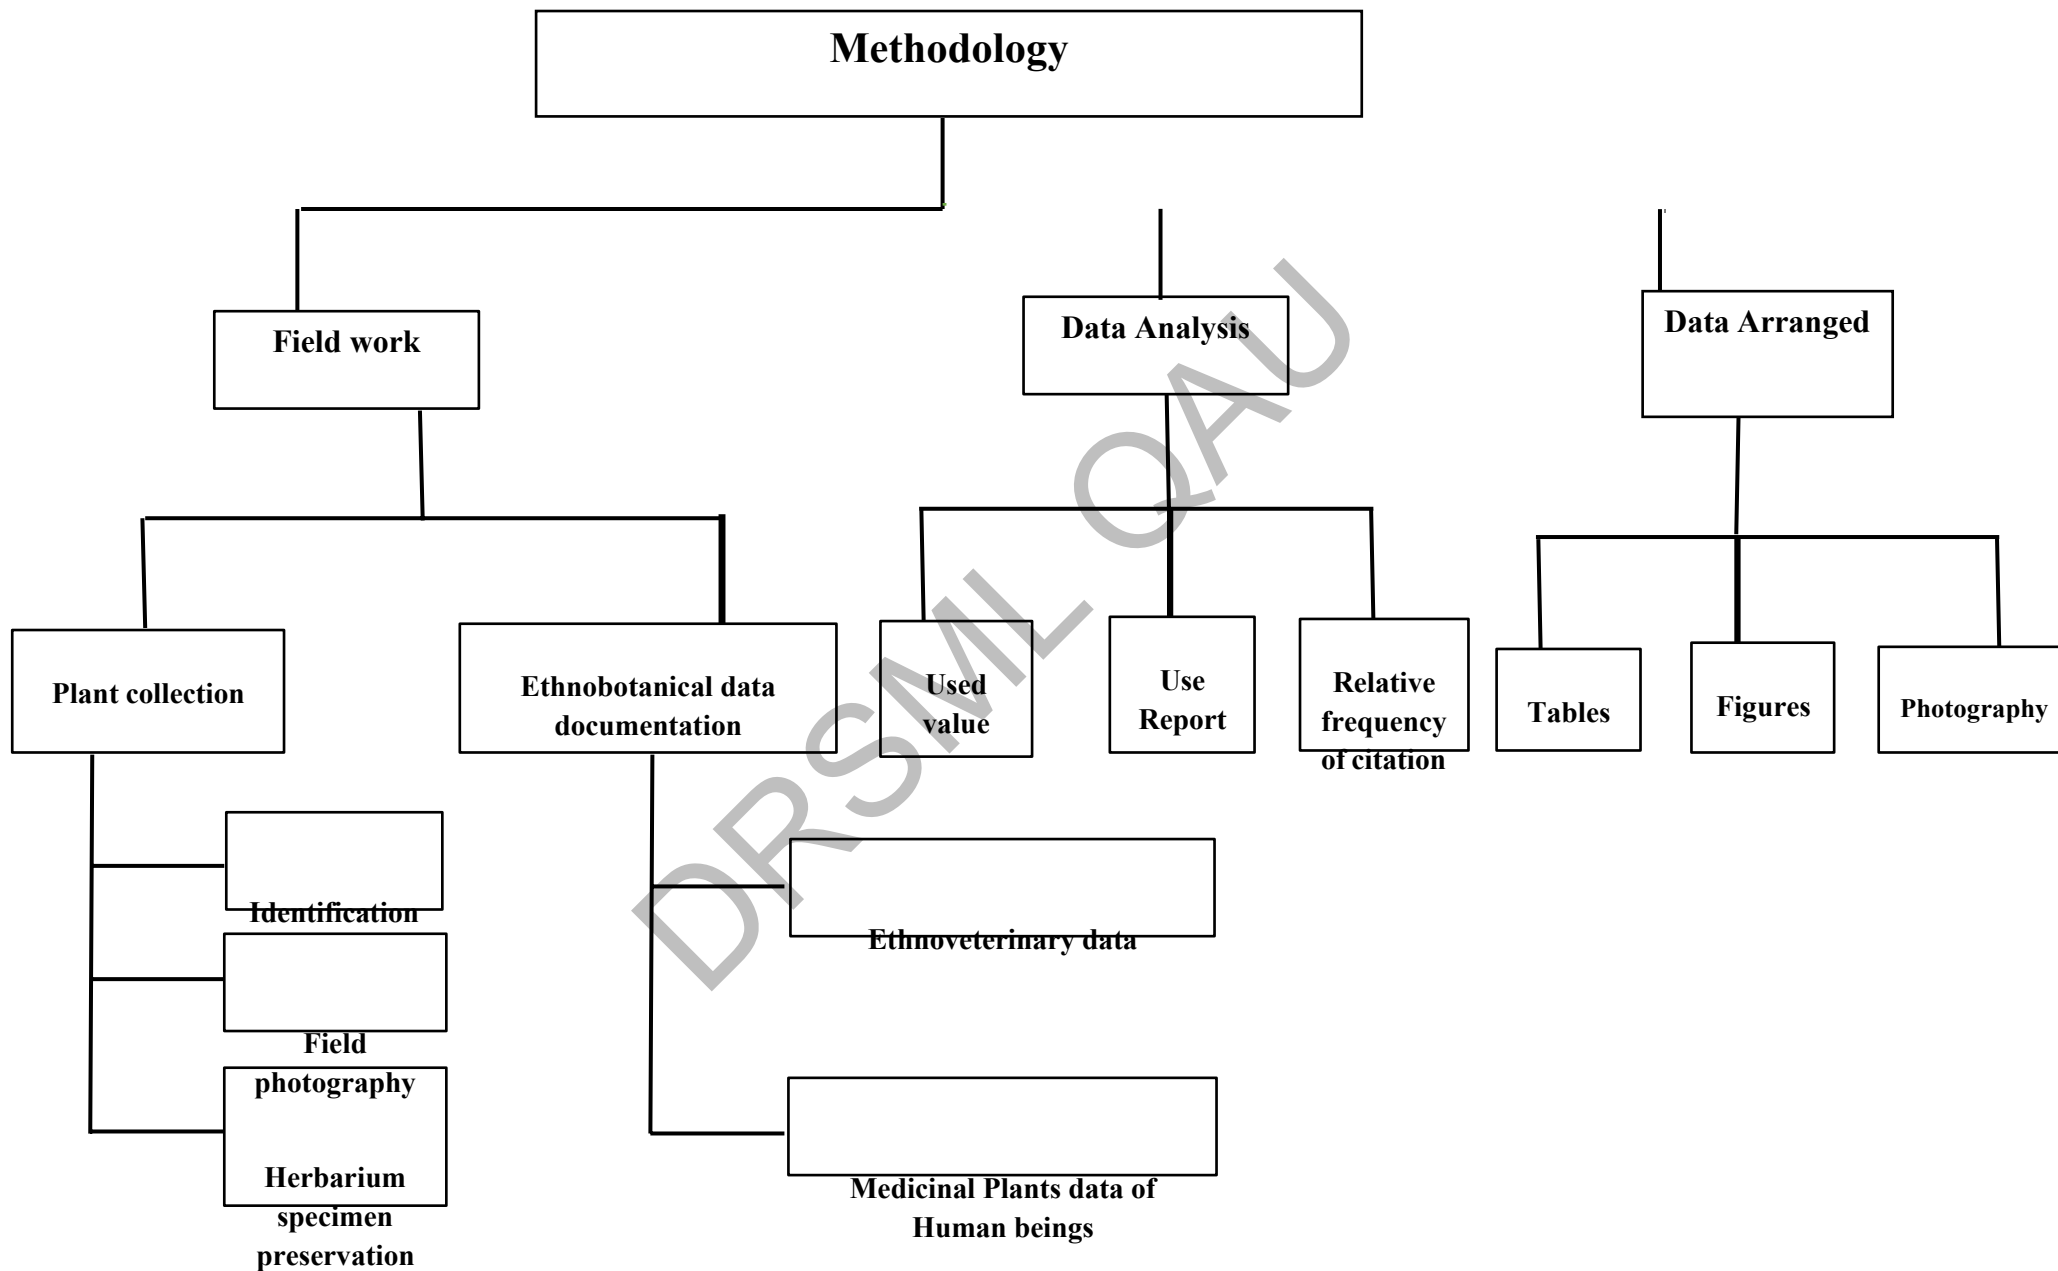 Methodology
Field work
Data Analysis
Data Arranged
Plant collection
Ethnobotanical data
documentation
Used
value
Use
Report
Relative
frequency
of citation
Tables
Figures
Photography
Identification
Field
photography
Herbarium
specimen
preservation
Ethnoveterinary data
Medicinal Plants data of
Human beings
DRSML QAU